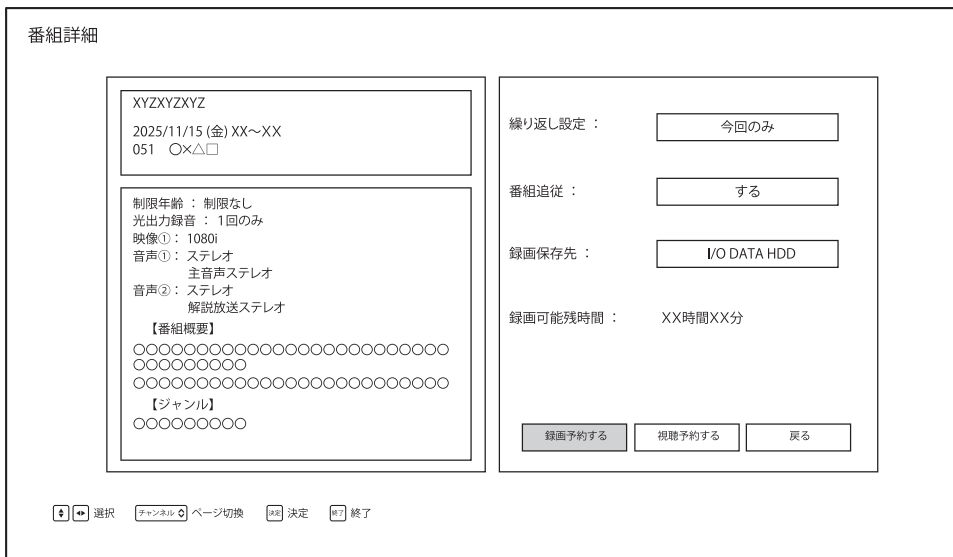 番組詳細
XYZXYZXYZ
2025/11/15 (金) XX～XX
051 ○×△□
制限年齢 ： 制限なし
光出力録音 ： 1回のみ
映像①： 1080i
音声①： ステレオ
主音声ステレオ
音声②： ステレオ
解説放送ステレオ
【番組概要】
○○○○○○○○○○○○○○○○○○○○○○○○○
○○○○○○○○○
○○○○○○○○○○○○○○○○○○○○○○○○○
【ジャンル】
○○○○○○○○○
繰り返し設定 ： 今回のみ
番組追従 ： する
録画保存先 ： I/O DATA HDD
録画可能残時間 ： XX時間XX分
録画予約する 視聴予約する 戻る
選択 チャンネル ページ切換 決定 決定 終了 終了